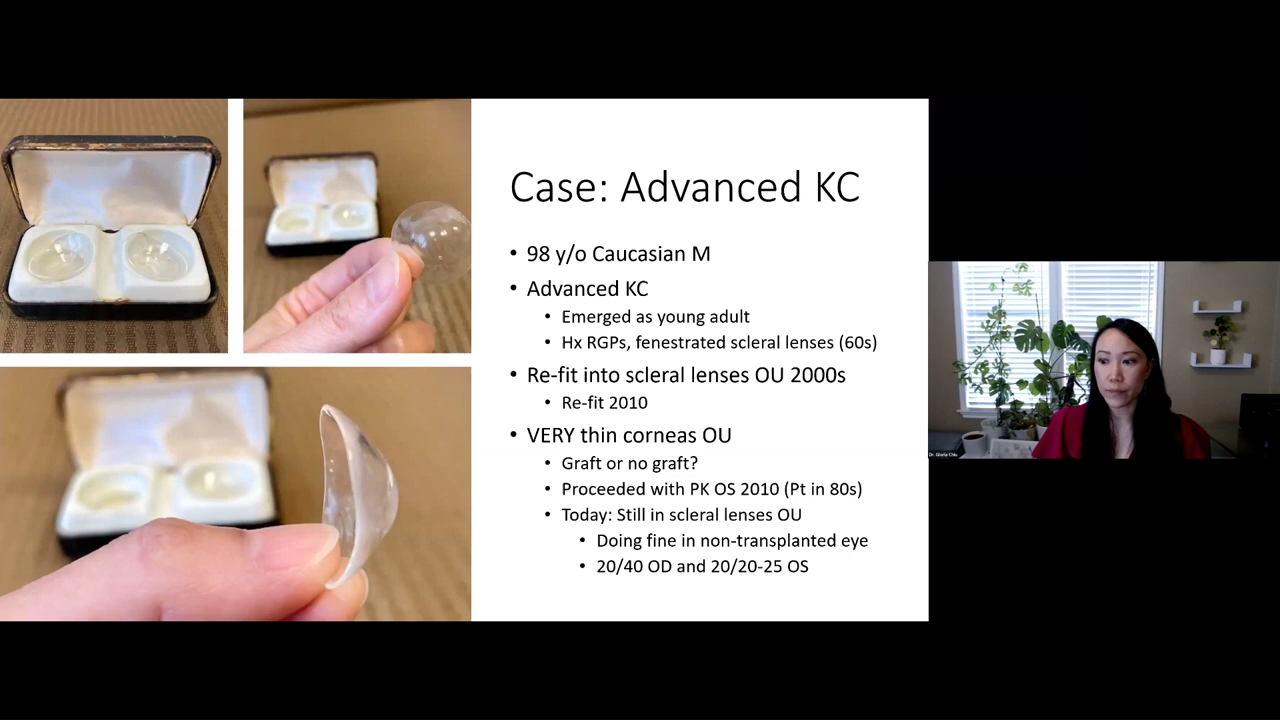 Case: Advanced KC
• 98 y/o Caucasian M
• Advanced KC
• Emerged as young adult
• Hx RGPs, fenestrated scleral lenses (60s)
• Re-fit into scleral lenses OU 2000s
• Re-fit 2010
• VERY thin corneas OU
• Graft or no graft?
• Proceeded with PK OS 2010 (Pt in 80s)
• Today: Still in scleral lenses OU
• Doing fine in non-transplanted eye
• 20/40 OD and 20/20-25 OS
Dr. Gloria Chiu